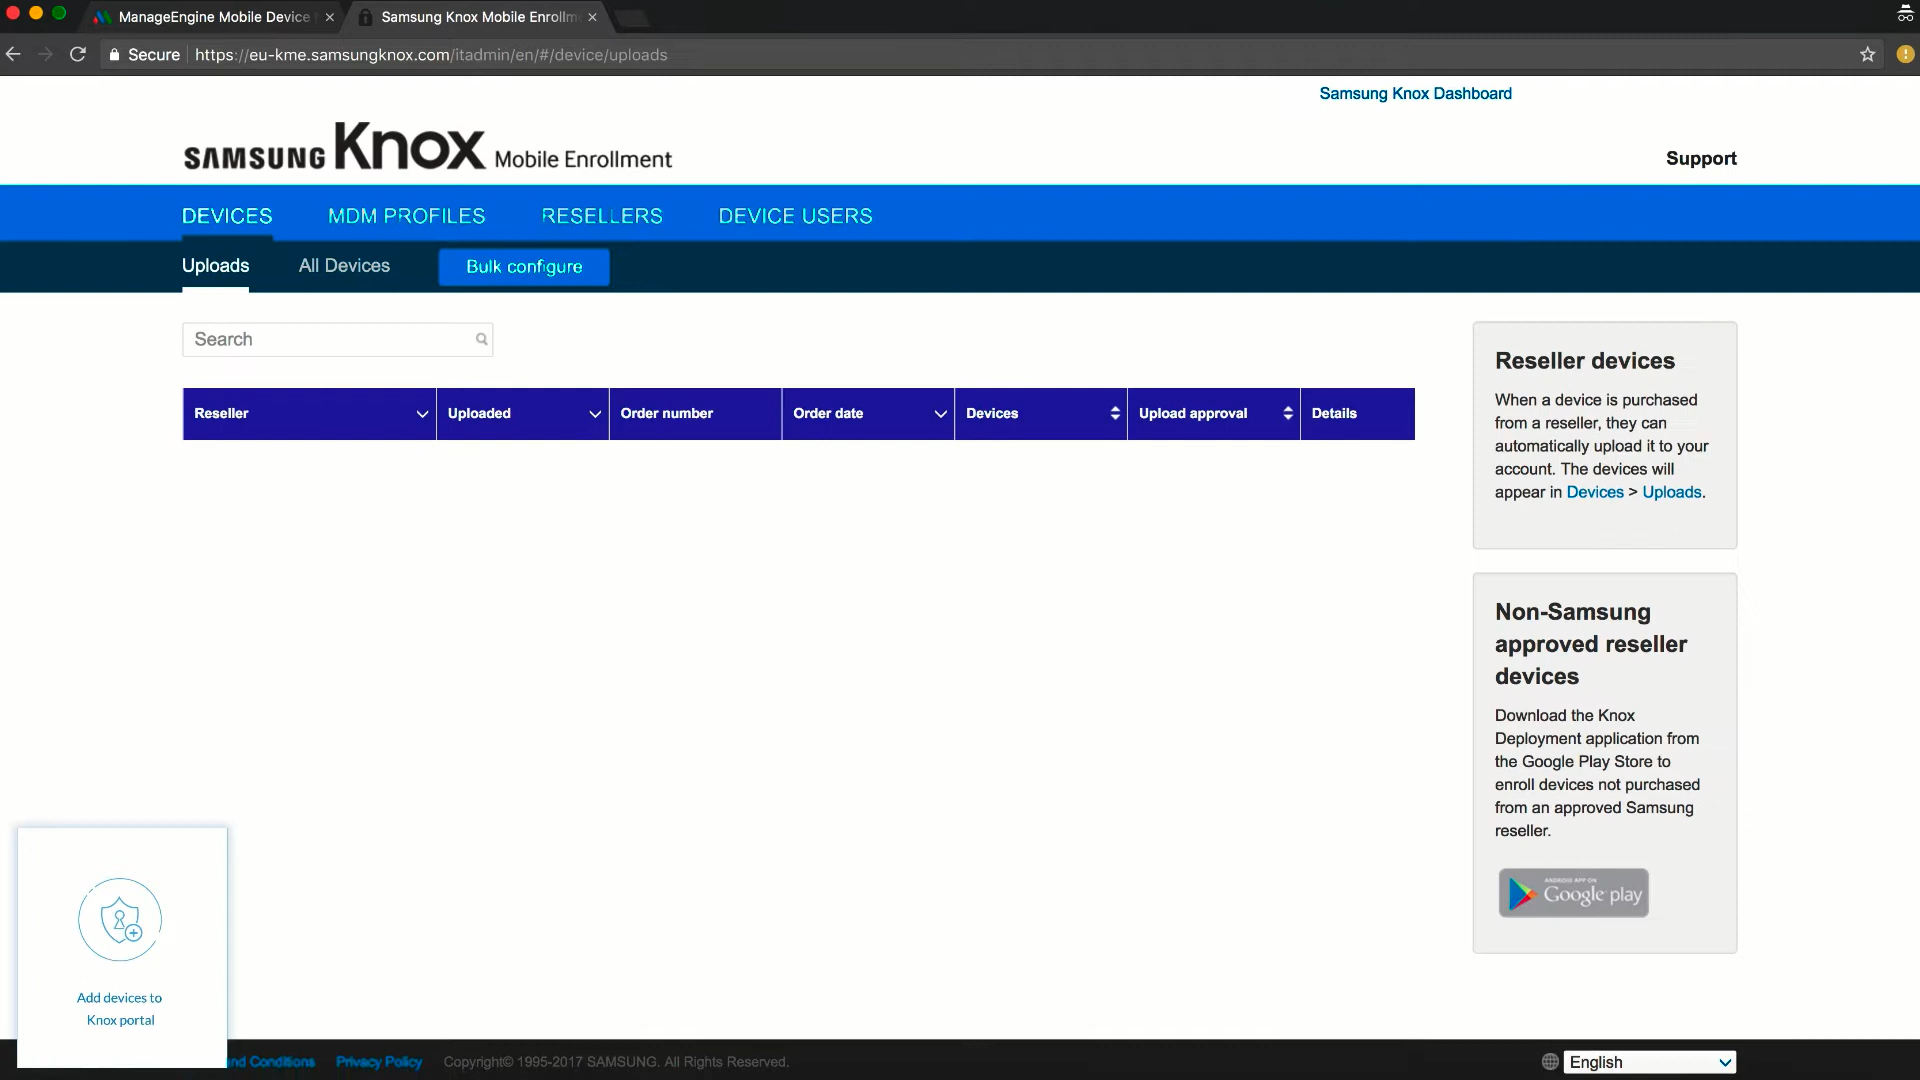 ManageEngine Mobile Device
Samsung Knox Mobile Enrollm
Secure https://eu-kme.samsungknox.com/itadmin/en/#/device/uploads
Samsung Knox Dashboard
SAMSUNG Knox Mobile Enrollment
Support
DEVICES MDM PROFILES RESELLERS DEVICE USERS
Uploads All Devices Bulk configure
Search
Reseller Uploaded Order number Order date Devices Upload approval Details
Reseller devices
When a device is purchased
from a reseller, they can
automatically upload it to your
account. The devices will
appear in Devices > Uploads.
Non-Samsung
approved reseller
devices
Download the Knox
Deployment application from
the Google Play Store to
enroll devices not purchased
from an approved Samsung
reseller.
ANDROID APP ON
Google play
Add devices to
Knox portal
nd Conditions Privacy Policy Copyright© 1995-2017 SAMSUNG. All Rights Reserved.
English